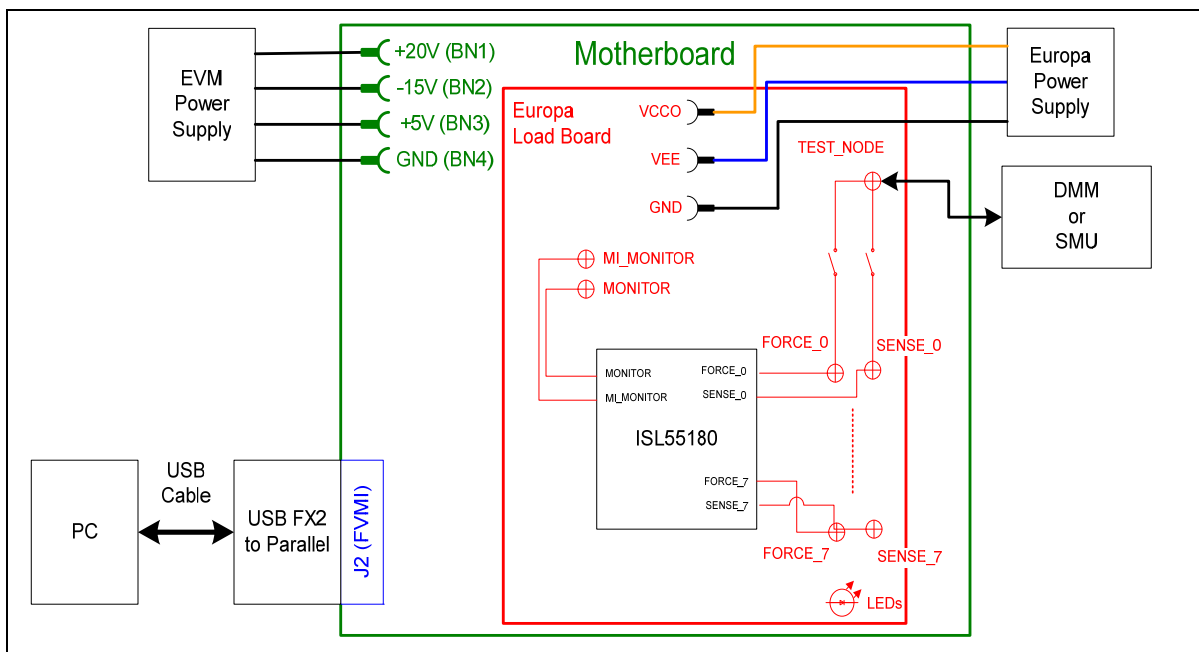 EVM
Power
Supply
+20V (BN1)
-15V (BN2)
+5V (BN3)
GND (BN4)
Motherboard
Europa
Load Board
VCCO
VEE
GND
Europa
Power
Supply
TEST_NODE
DMM
or
SMU
MI_MONITOR
MONITOR
FORCE_0
SENSE_0
MONITOR
MI_MONITOR
FORCE_0
SENSE_0
ISL55180
FORCE_7
SENSE_7
FORCE_7
SENSE_7
LEDs
PC
USB
Cable
USB FX2
to Parallel
J2 (FVMI)